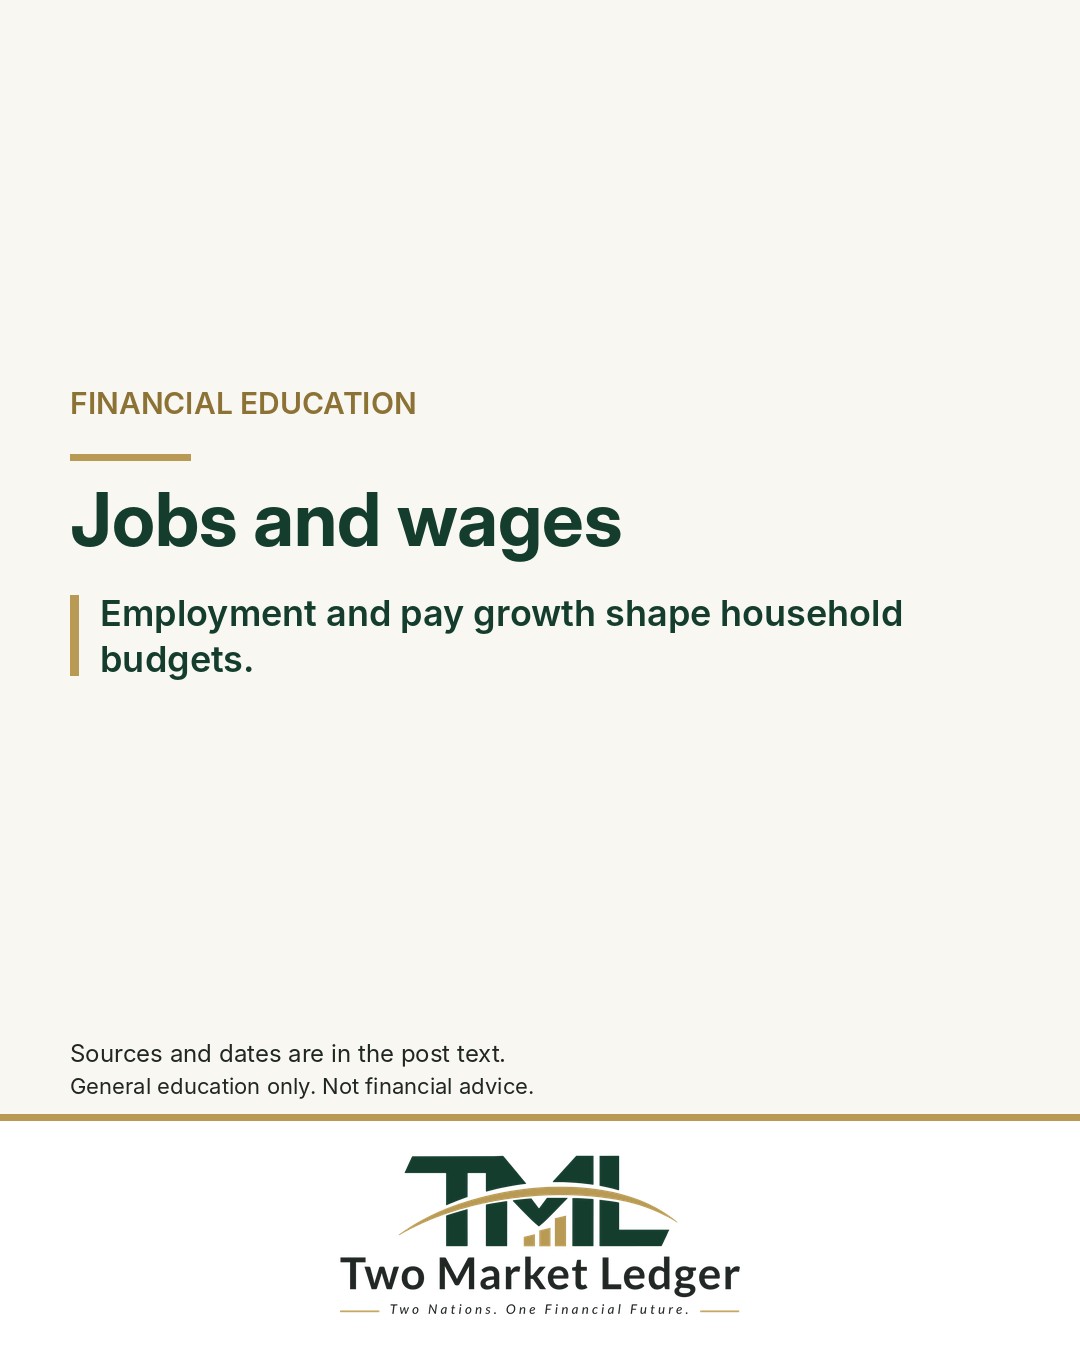 FINANCIAL EDUCATION
Jobs and wages
Employment and pay growth shape household
budgets.
Sources and dates are in the post text.
General education only. Not financial advice.
TML
Two Market Ledger
Two Nations. One Financial Future.